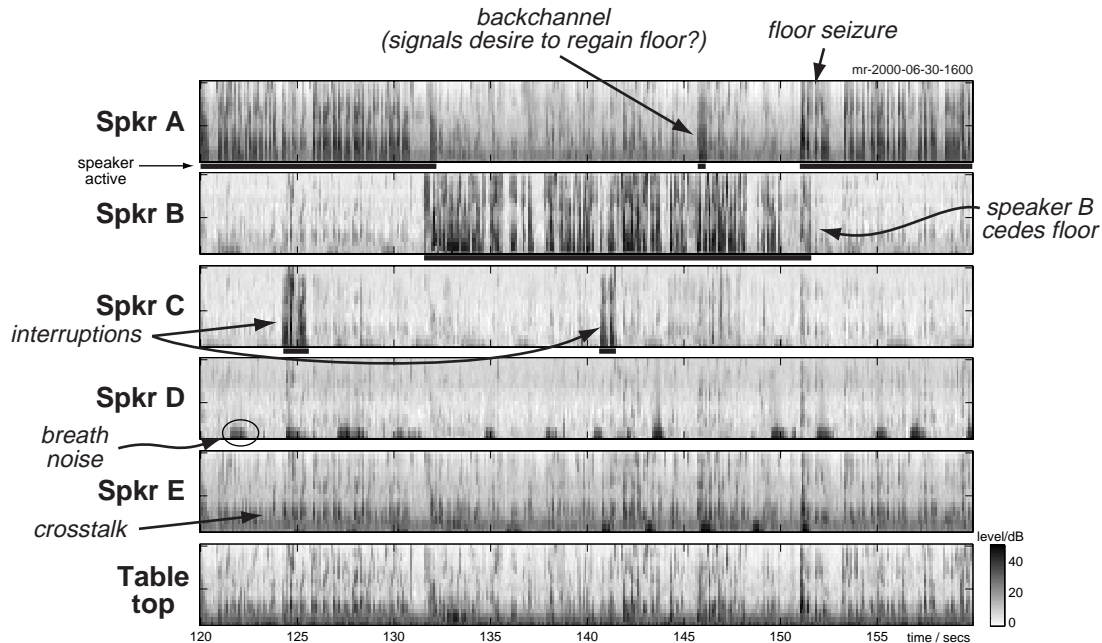 backchannel
(signals desire to regain floor?)
floor seizure
mr-2000-06-30-1600
Spkr A
speaker
active
Spkr B
speaker B
cedes floor
Spkr C
interruptions
Spkr D
breath
noise
Spkr E
crosstalk
level/dB
40
20
0
Table
top
120 125 130 135 140 145 150 155 time / secs